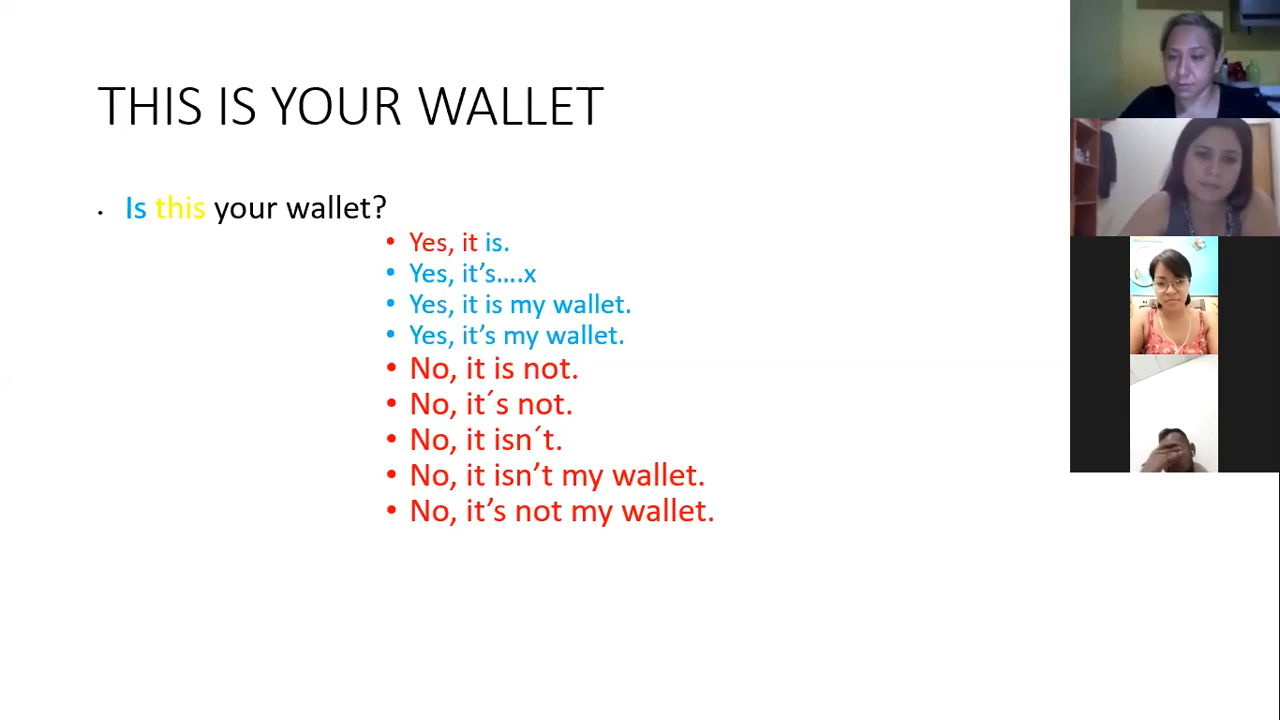 THIS IS YOUR WALLET
• Is this your wallet?
• Yes, it is.
• Yes, it’s....x
• Yes, it is my wallet.
• Yes, it’s my wallet.
• No, it is not.
• No, it´s not.
• No, it isn´t.
• No, it isn’t my wallet.
• No, it’s not my wallet.